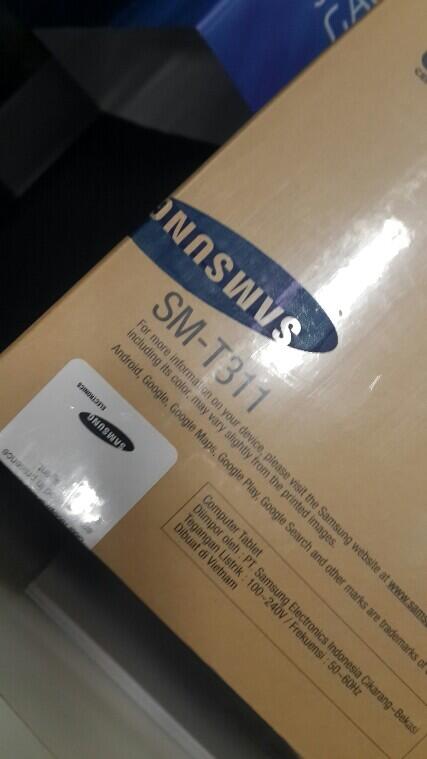 SAMSUNG
SM-T311
For more information on your device, please visit the Samsung website at www.sams
including its color, may vary slightly from the printed images.
Android, Google, Google Maps, Google Play, Google Search and other marks are trademarks of
Computer Tablet
Diimpor oleh : PT. Samsung Electronics Indonesia Cikarang-Bekasi
Tegangan Listrik : 100~240V / Frekuensi : 50~60Hz
Dibuat di Vietnam
SAMSUNG
ELECTRONICS